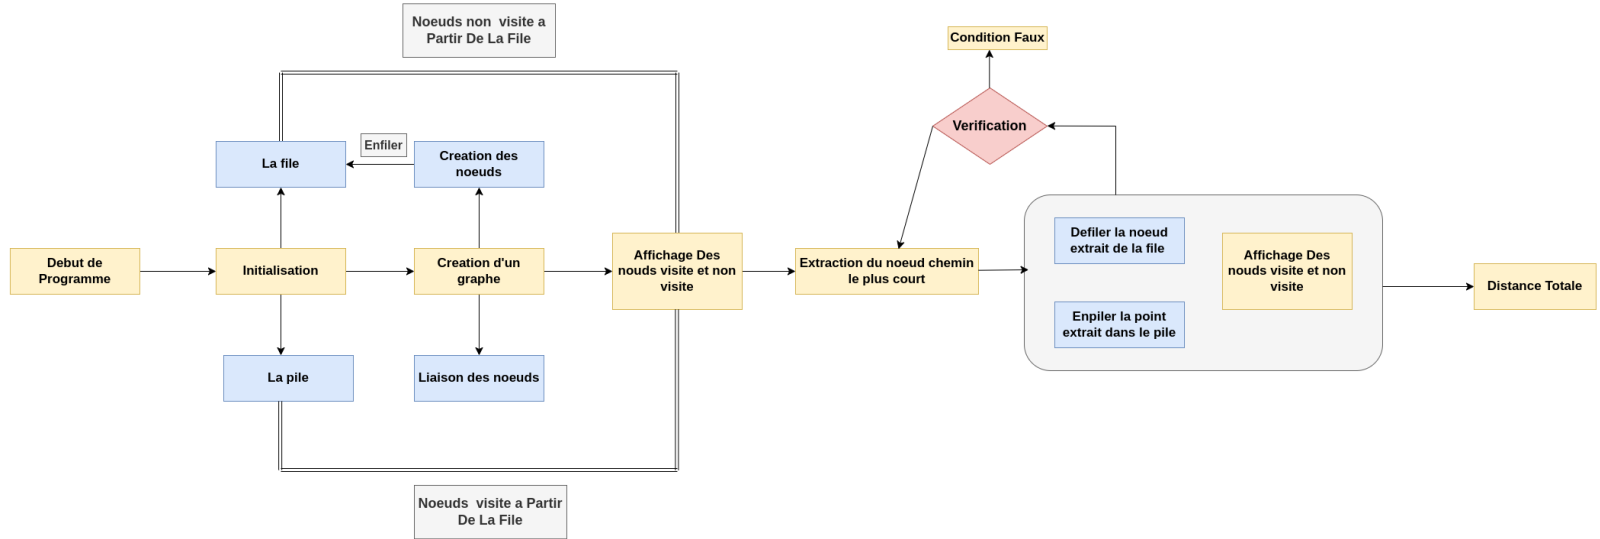 Noeuds non  visite a
Partir De La File
Condition Faux
Verification
Enfiler
La file
Creation des
noeuds
Debut de
Programme
Initialisation
Creation d'un
graphe
Affichage Des
nouds visite et non
visite
Extraction du noeud chemin
le plus court
Defiler la noeud
extrait de la file
Enpiler la point
extrait dans le pile
Affichage Des
nouds visite et non
visite
Distance Totale
La pile
Liaison des noeuds
Noeuds  visite a Partir
De La File